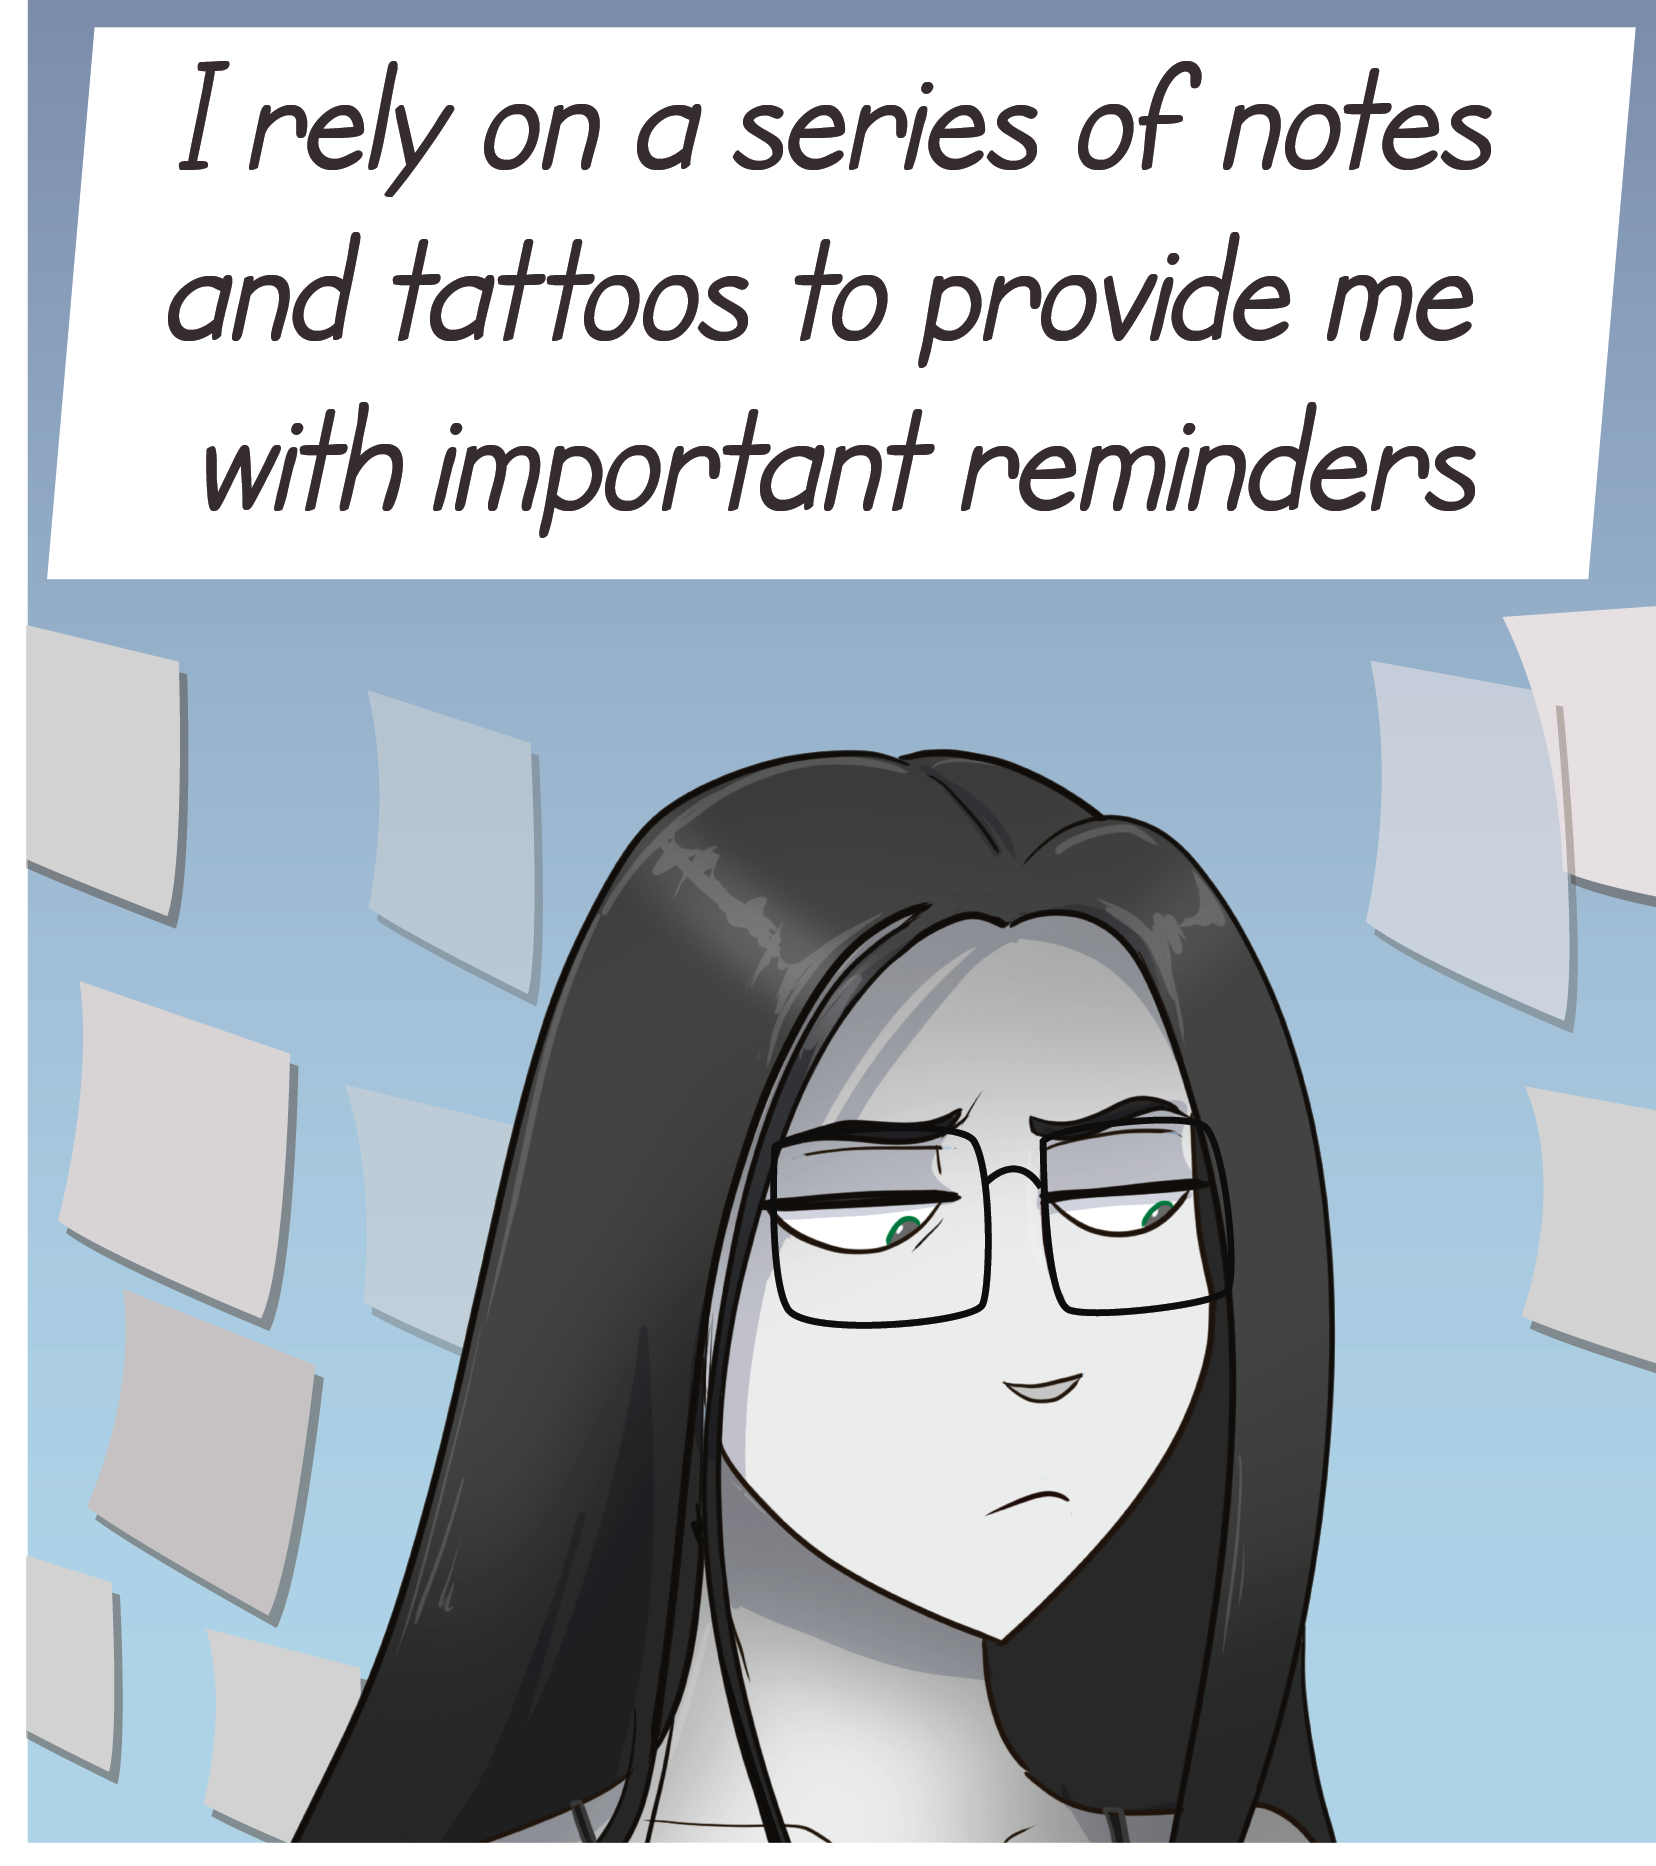 I rely on a series of notes
and tattoos to provide me
with important reminders